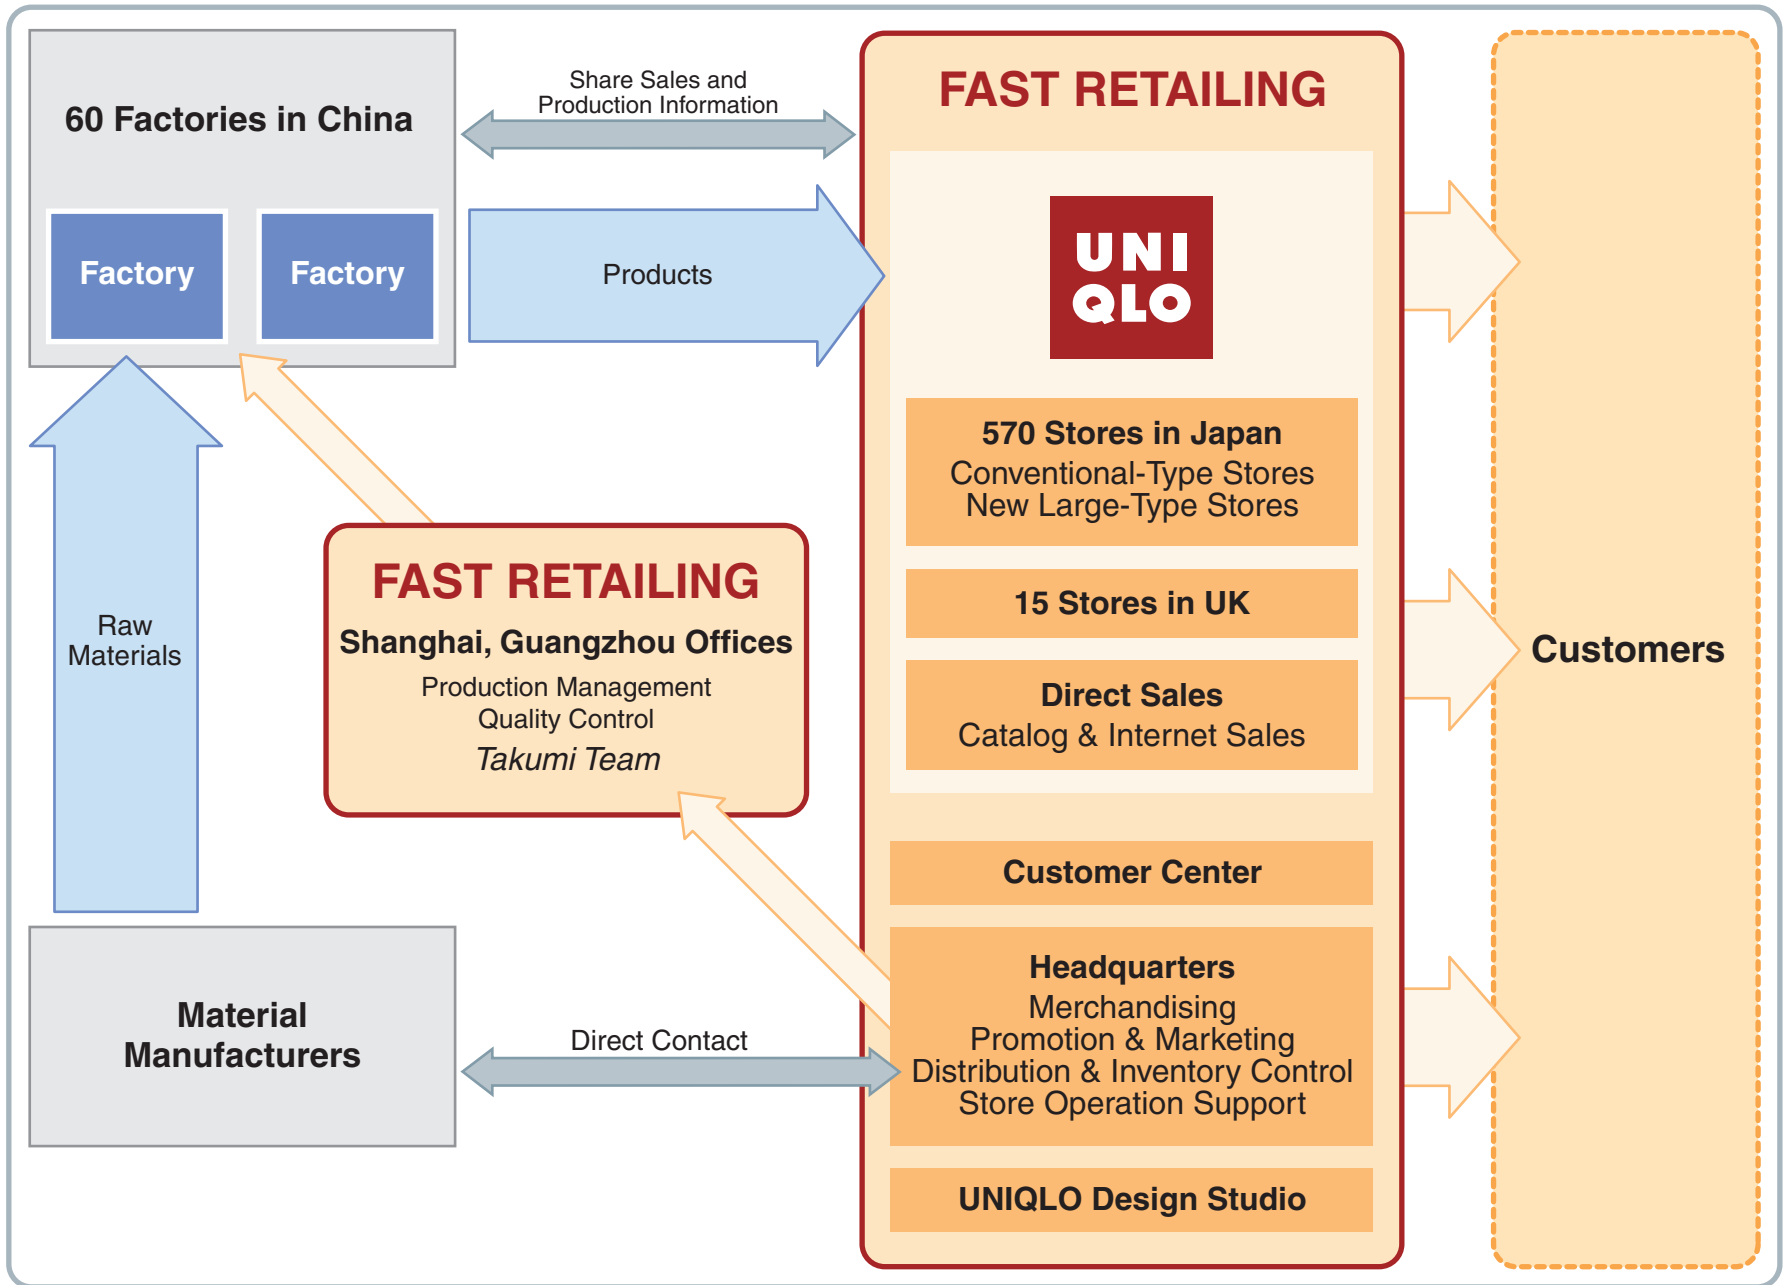 60 Factories in China
Factory
Factory
Share Sales and
Production Information
Products
Raw
Materials
FAST RETAILING
Shanghai, Guangzhou Offices
Production Management
Quality Control
Takumi Team
Material
Manufacturers
Direct Contact
FAST RETAILING
UNI
QLO
570 Stores in Japan
Conventional-Type Stores
New Large-Type Stores
15 Stores in UK
Direct Sales
Catalog & Internet Sales
Customer Center
Headquarters
Merchandising
Promotion & Marketing
Distribution & Inventory Control
Store Operation Support
UNIQLO Design Studio
Customers